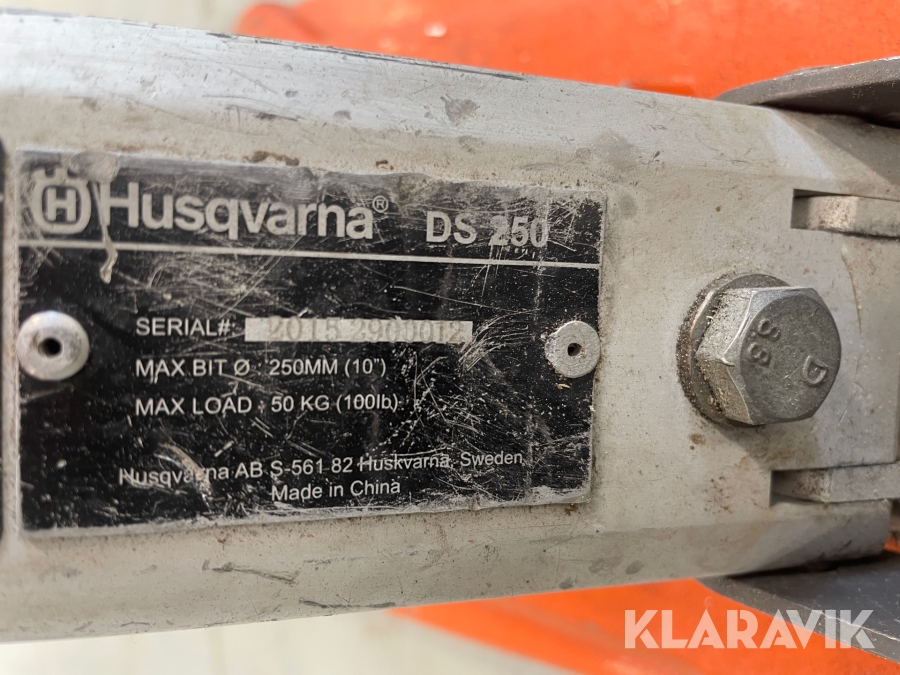 Husqvarna® DS 250
SERIAL#: 2015 2900012
MAX.BIT Ø : 250MM (10")
MAX LOAD : 50 KG (100lb)
Husqvarna AB S-561 82 Huskvarna, Sweden
Made in China
8.8
KLARAVIK